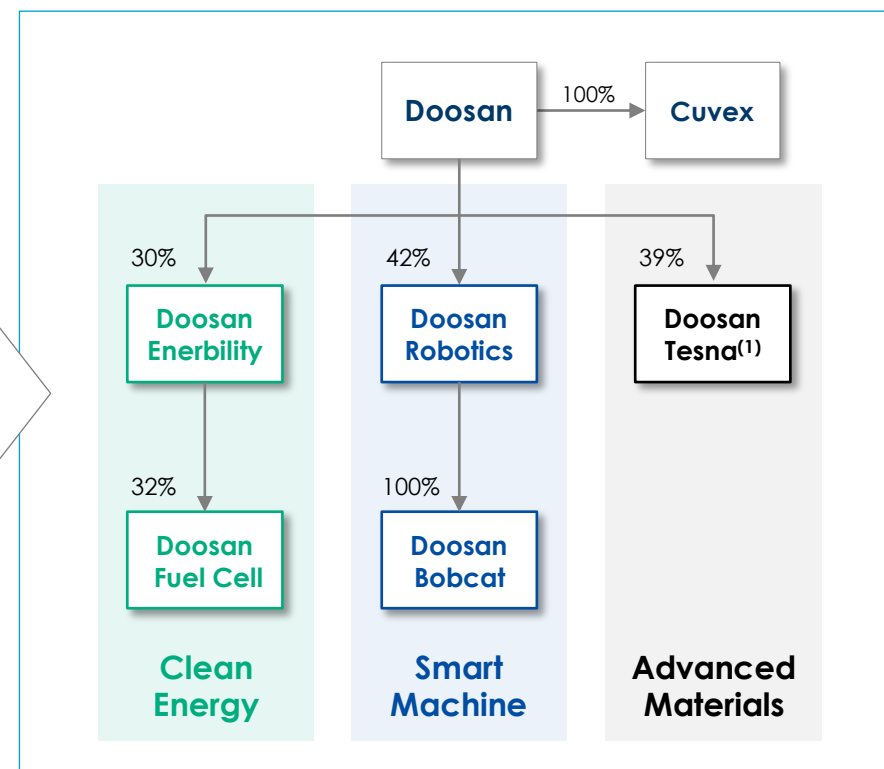 Doosan
100%
Cuvex
30%
42%
39%
Doosan
Enerbility
Doosan
Robotics
Doosan
Tesna(1)
32%
100%
Doosan
Fuel Cell
Doosan
Bobcat
Clean
Energy
Smart
Machine
Advanced
Materials